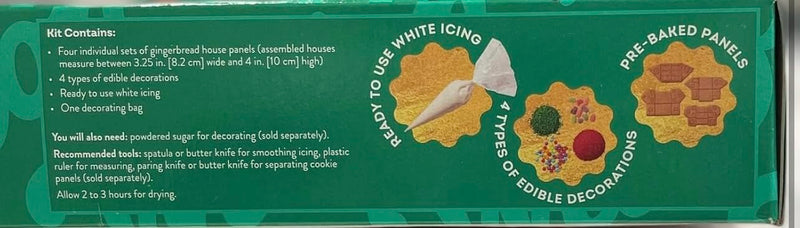 Kit Contains:
• Four individual sets of gingerbread house panels (assembled houses
measure between 3.25 in. [8.2 cm] wide and 4 in. [10 cm] high)
• 4 types of edible decorations
• Ready to use white icing
• One decorating bag
You will also need: powdered sugar for decorating (sold separately).
Recommended tools: spatula or butter knife for smoothing icing, plastic
ruler for measuring, paring knife or butter knife for separating cookie
panels (sold separately).
Allow 2 to 3 hours for drying.
READY TO USE WHITE ICING
4 TYPES OF EDIBLE DECORATIONS
PRE-BAKED PANELS